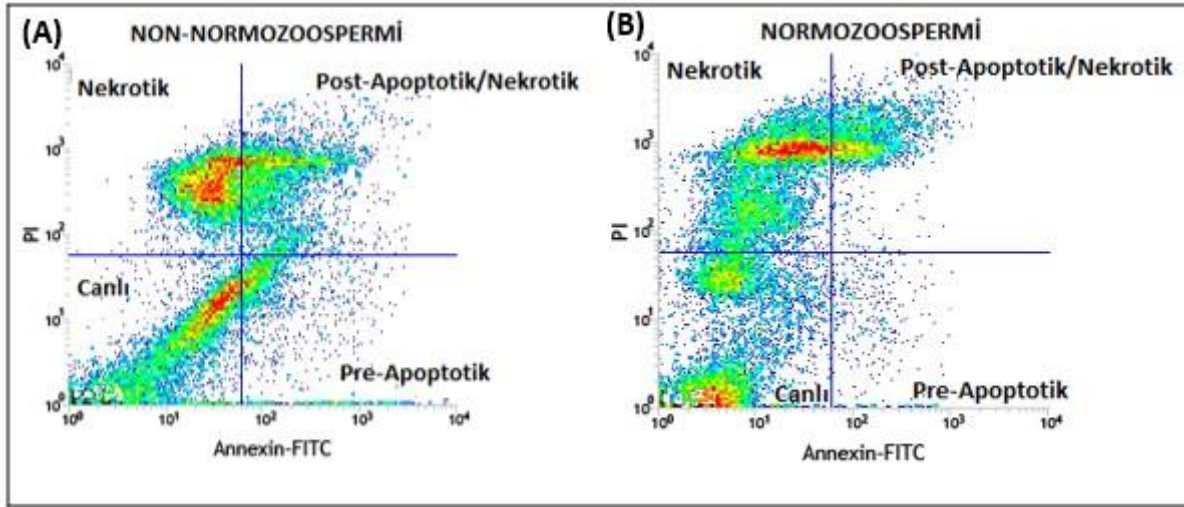 (A)
NON-NORMOZOOSPERMİ
10⁴
Nekrotik
Post-Apoptotik/Nekrotik
10³
10²
PI
Canlı
10¹
Pre-Apoptotik
10⁰
10⁰ 10¹ 10² 10³ 10⁴
Annexin-FITC
(B)
NORMOZOOSPERMİ
10⁴
Nekrotik
Post-Apoptotik/Nekrotik
10³
10²
PI
10¹
Canlı
Pre-Apoptotik
10⁰
10⁰ 10¹ 10² 10³ 10⁴
Annexin-FITC